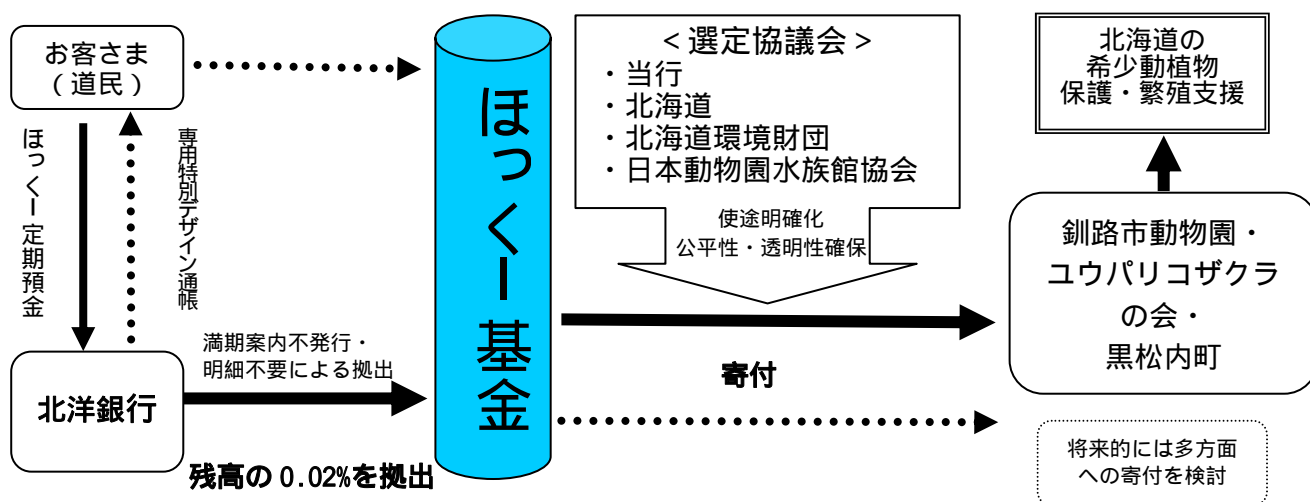 お客さま
(道民)
ほっくー定期預金
専用特別デザイン通帳
北洋銀行
満期案内不発行・
明細不要による拠出
残高の 0.02%を拠出
ほっくー基金
<選定協議会>
・当行
・北海道
・北海道環境財団
・日本動物園水族館協会
使途明確化
公平性・透明性確保
寄付
北海道の
希少動植物
保護・繁殖支援
釧路市動物園・
ユウパリコザクラ
の会・
黒松内町
将来的には多方面
への寄付を検討